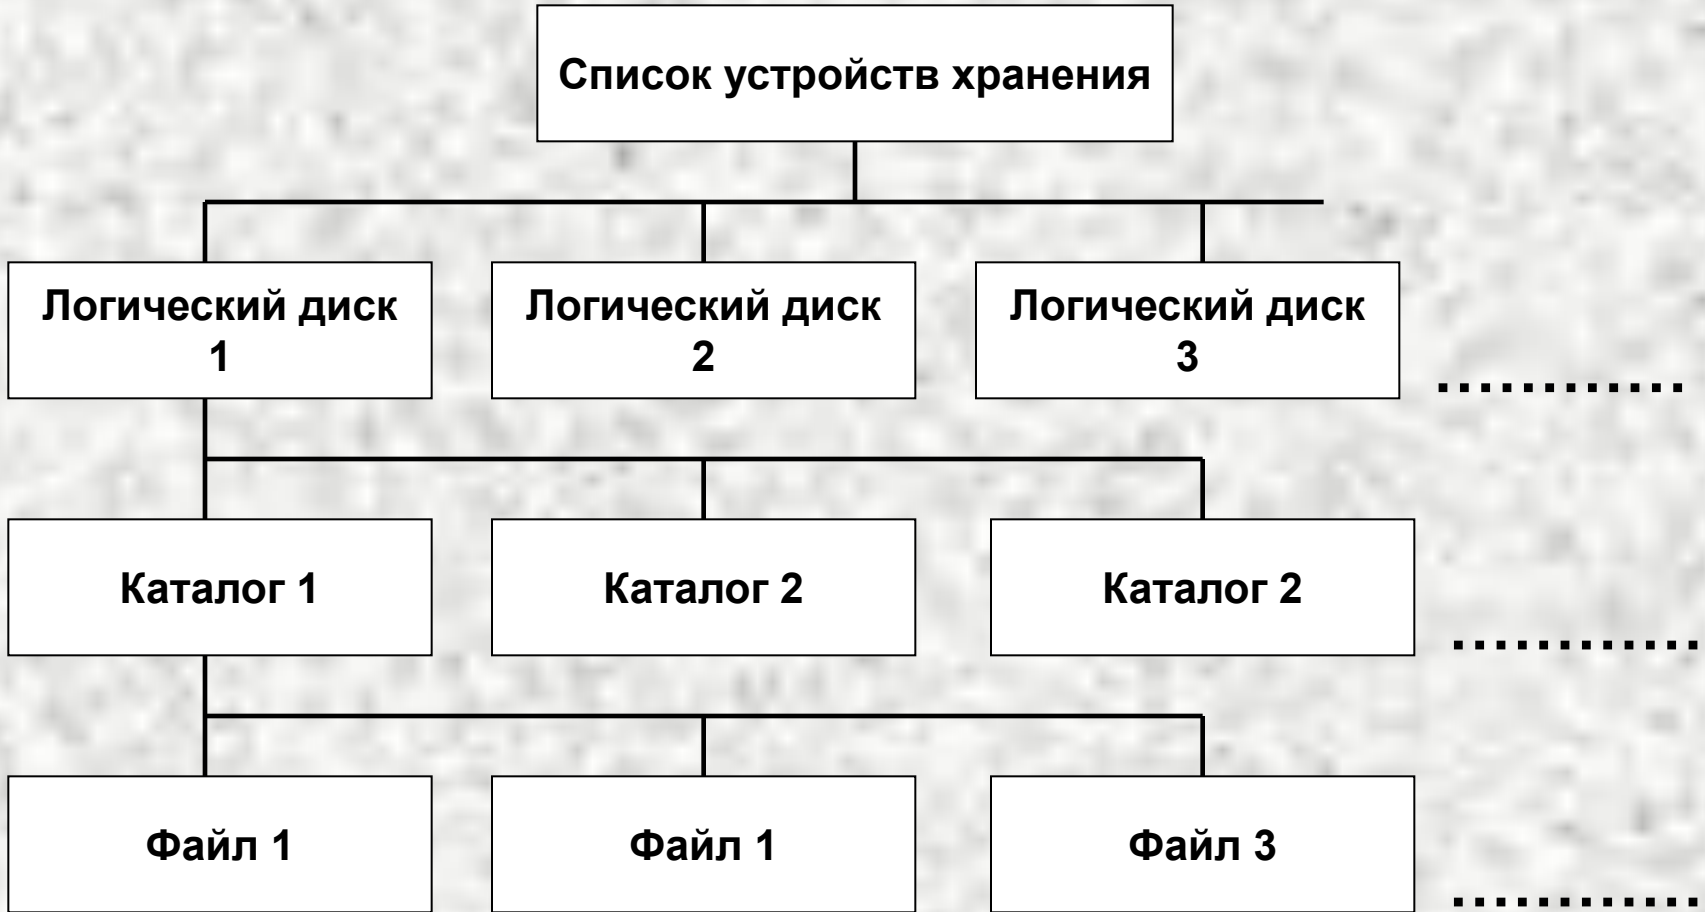 Список устройств хранения
Логический диск
1
Логический диск
2
Логический диск
3
............
Каталог 1
Каталог 2
Каталог 2
............
Файл 1
Файл 1
Файл 3
............